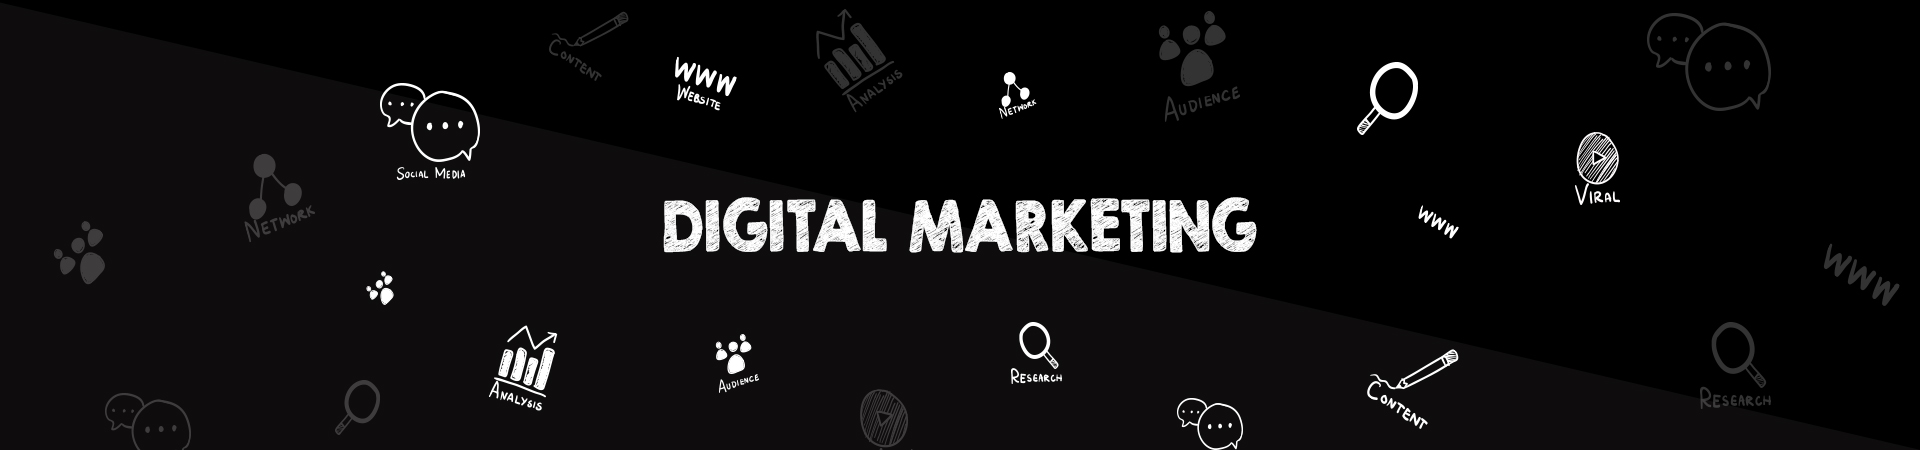 CONTENT
WWW
WEBSITE
ANALYSIS
NETWORK
AUDIENCE
SOCIAL MEDIA
VIRAL
NETWORK
DIGITAL MARKETING
WWW
WWW
ANALYSIS
AUDIENCE
RESEARCH
CONTENT
RESEARCH